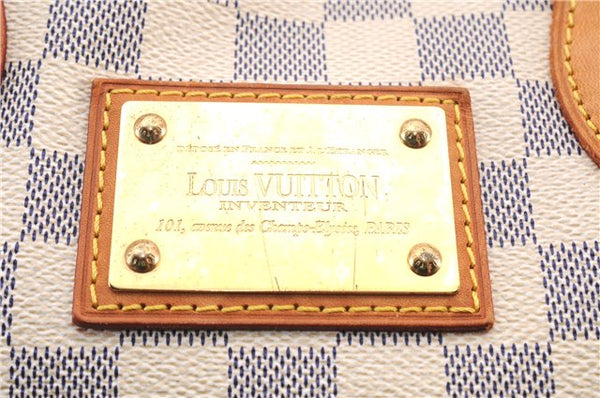 DÉPOSÉ EN FRANCE ET À L'ÉTRANGER
LOUIS VUITTON
INVENTEUR
101, avenue des Champs-Elysées, PARIS